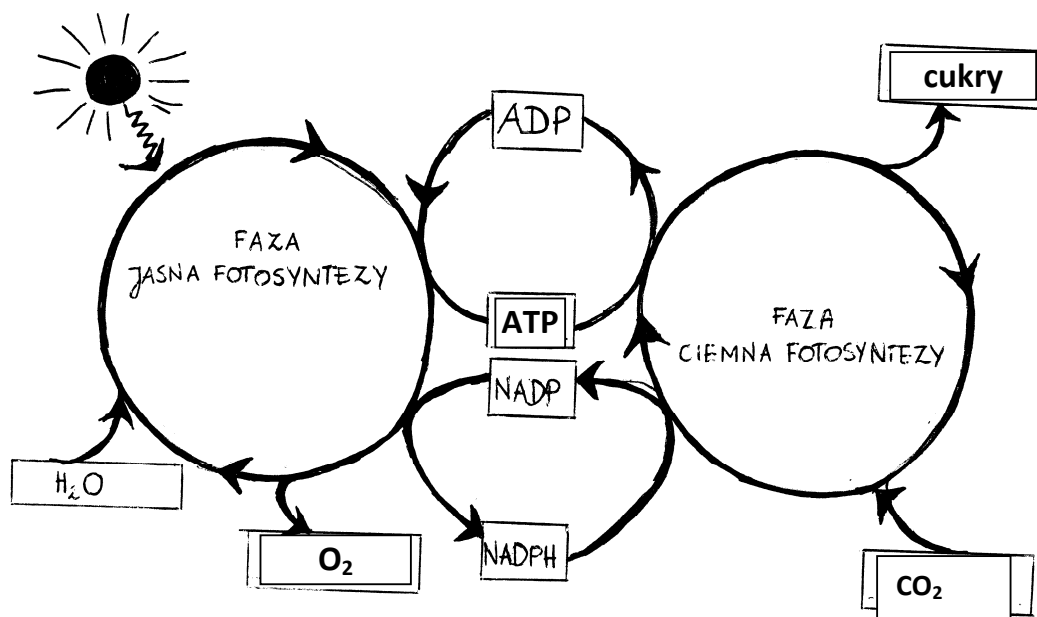 cukry
ADP
FAZA
JASNA FOTOSYNTEZY
ATP
FAZA
CIEMNA FOTOSYNTEZY
NADP
H₂O
O₂
NADPH
CO₂